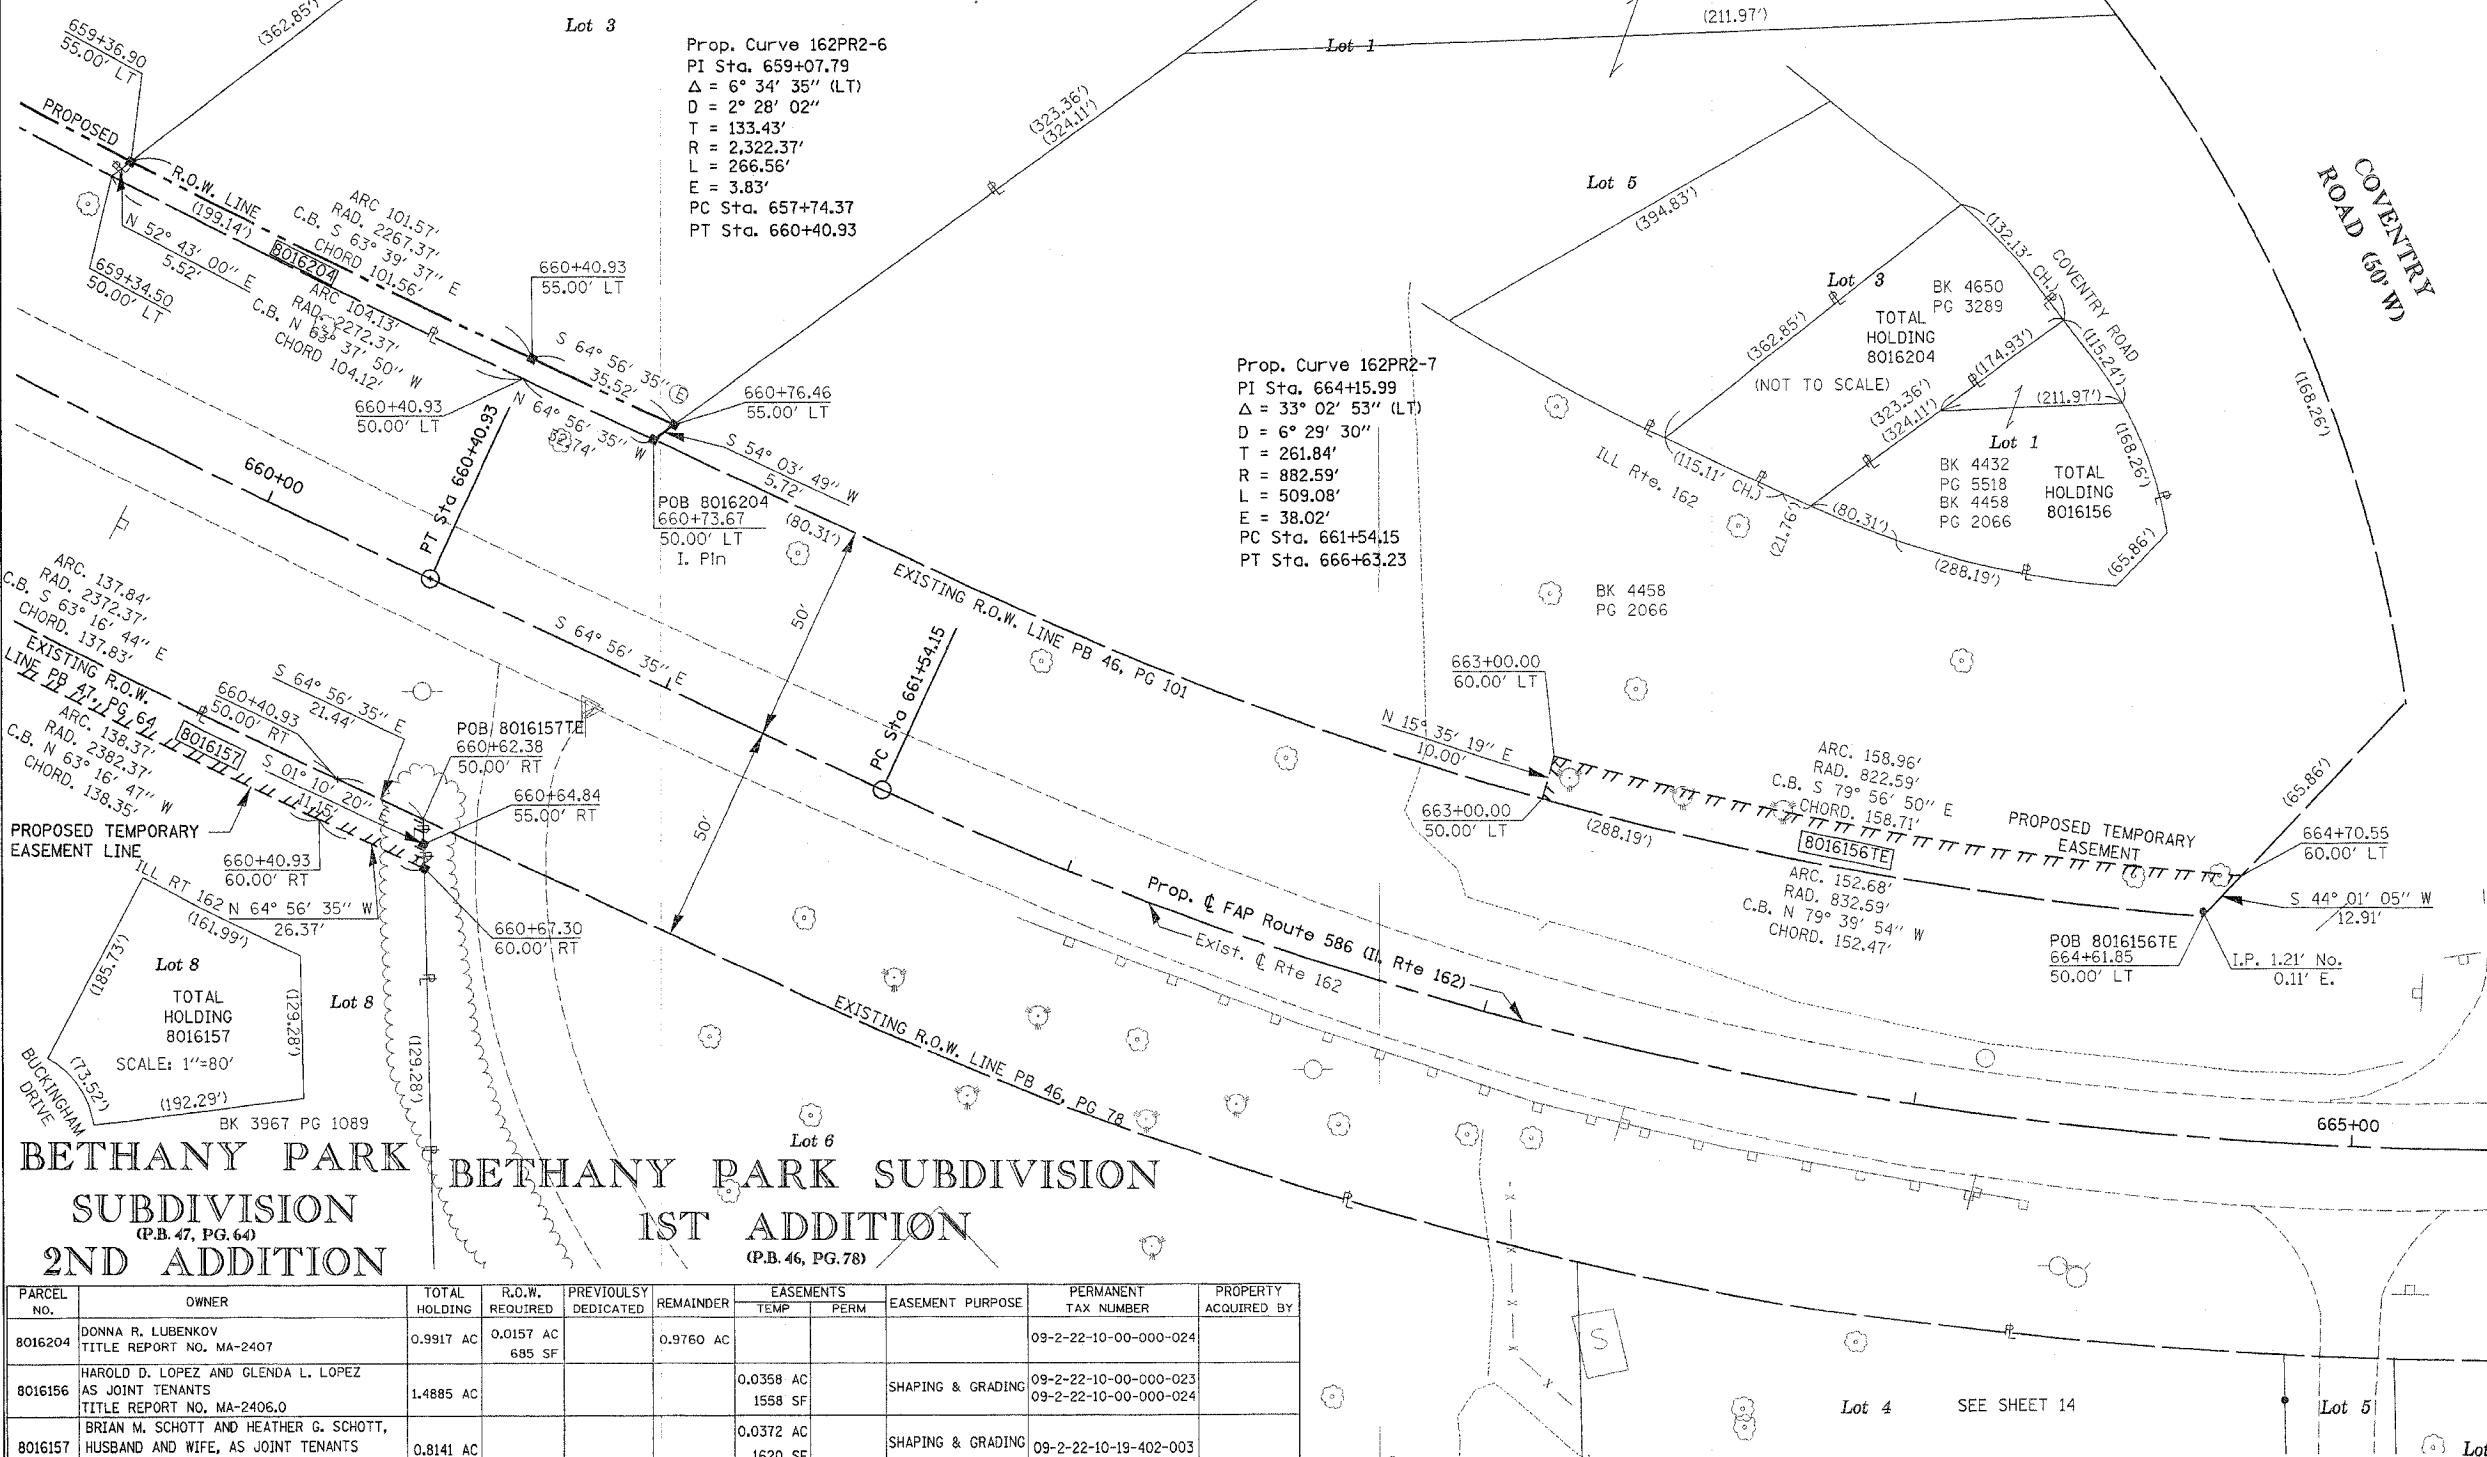 (362.85')
659+36.90
55.00' LT
Lot 3
Prop. Curve 162PR2-6
PI Sta. 659+07.79
Δ = 6° 34' 35" (LT)
D = 2° 28' 02"
T = 133.43'
R = 2,322.37'
L = 266.56'
E = 3.83'
PC Sta. 657+74.37
PT Sta. 660+40.93
(323.36')
(324.11')
Lot 1
(211.97')
PROPOSED
R.O.W. LINE
(199.14')
8016204
N 52° 43' 00" E
5.52'
659+34.50
50.00' LT
ARC 101.57'
RAD. 2267.37'
C.B. S 63° 39' 37" E
CHORD 101.56'
ARC 104.13'
RAD. 2272.37'
C.B. N 63° 37' 50" W
CHORD 104.12'
660+40.93
55.00' LT
S 64° 56' 35" E
35.52'
660+40.93
50.00' LT
N 64° 56' 35" W
32.74'
660+76.46
55.00' LT
S 54° 03' 49" W
5.72'
POB 8016204
660+73.67
50.00' LT
I. Pin
(80.31')
660+00
PT Sta 660+40.93
Lot 5
(394.83')
(132.13' CH.)
COVENTRY ROAD
Lot 3
BK 4650
PG 3289
TOTAL
HOLDING
8016204
(NOT TO SCALE)
(362.85')
(174.93')
(115.24')
(323.36')
(324.11')
(211.97')
Lot 1
BK 4432
PG 5518
BK 4458
PG 2066
TOTAL
HOLDING
8016156
(168.26')
(65.86')
ILL Rte. 162
(115.11' CH.)
(21.76')
(80.31')
(288.19')
COVENTRY
ROAD (50' W)
(168.26')
Prop. Curve 162PR2-7
PI Sta. 664+15.99
Δ = 33° 02' 53" (LT)
D = 6° 29' 30"
T = 261.84'
R = 882.59'
L = 509.08'
E = 38.02'
PC Sta. 661+54.15
PT Sta. 666+63.23
BK 4458
PG 2066
ARC. 137.84'
RAD. 2372.37'
C.B. S 63° 16' 44" E
CHORD. 137.83'
EXISTING R.O.W.
LINE PB 47, PG 64
ARC. 138.37'
RAD. 2382.37'
C.B. N 63° 16' 47" W
CHORD. 138.35'
8016157
660+40.93
50.00' RT
S 64° 56' 35" E
21.44'
S 01° 10' 20"
11.15'
POB 8016157TE
660+62.38
50.00' RT
660+64.84
55.00' RT
PROPOSED TEMPORARY
EASEMENT LINE
660+40.93
60.00' RT
N 64° 56' 35" W
26.37'
660+67.30
60.00' RT
S 64° 56' 35" E
50'
50'
PC Sta 661+54.15
EXISTING R.O.W. LINE PB 46, PG 101
663+00.00
60.00' LT
N 15° 35' 19" E
10.00'
663+00.00
50.00' LT
(288.19')
ARC. 158.96'
RAD. 822.59'
C.B. S 79° 56' 50" E
CHORD. 158.71'
8016156TE
ARC. 152.68'
RAD. 832.59'
C.B. N 79° 39' 54" W
CHORD. 152.47'
PROPOSED TEMPORARY
EASEMENT
(65.86')
664+70.55
60.00' LT
S 44° 01' 05" W
12.91'
POB 8016156TE
664+61.85
50.00' LT
I.P. 1.21' No.
0.11' E.
Prop. ℄ FAP Route 586 (Il. Rte 162)
Exist. ℄ Rte 162
EXISTING R.O.W. LINE PB 46, PG 78
665+00
ILL RT 162
(161.99')
(185.73')
Lot 8
TOTAL
HOLDING
8016157
SCALE: 1"=80'
(129.28')
(73.52')
(192.29')
BUCKINGHAM
DRIVE
BK 3967 PG 1089
Lot 8
(129.28')
BETHANY PARK
SUBDIVISION
(P.B. 47, PG. 64)
2ND ADDITION
Lot 6
BETHANY PARK SUBDIVISION
1ST ADDITION
(P.B. 46, PG. 78)
S
Lot 4
SEE SHEET 14
Lot 5
Lot
PARCEL NO. OWNER TOTAL HOLDING R.O.W. REQUIRED PREVIOULSY DEDICATED REMAINDER EASEMENTS TEMP PERM EASEMENT PURPOSE PERMANENT TAX NUMBER PROPERTY ACQUIRED BY
8016204 DONNA R. LUBENKOV 0.9917 AC 0.0157 AC 0.9760 AC 09-2-22-10-00-000-024
TITLE REPORT NO. MA-2407 685 SF
HAROLD D. LOPEZ AND GLENDA L. LOPEZ 0.0358 AC 09-2-22-10-00-000-023
8016156 AS JOINT TENANTS 1.4885 AC SHAPING & GRADING
TITLE REPORT NO. MA-2406.0 1558 SF 09-2-22-10-00-000-024
BRIAN M. SCHOTT AND HEATHER G. SCHOTT, 0.0372 AC
8016157 HUSBAND AND WIFE, AS JOINT TENANTS 0.8141 AC SHAPING & GRADING 09-2-22-10-19-402-003
1620 SF